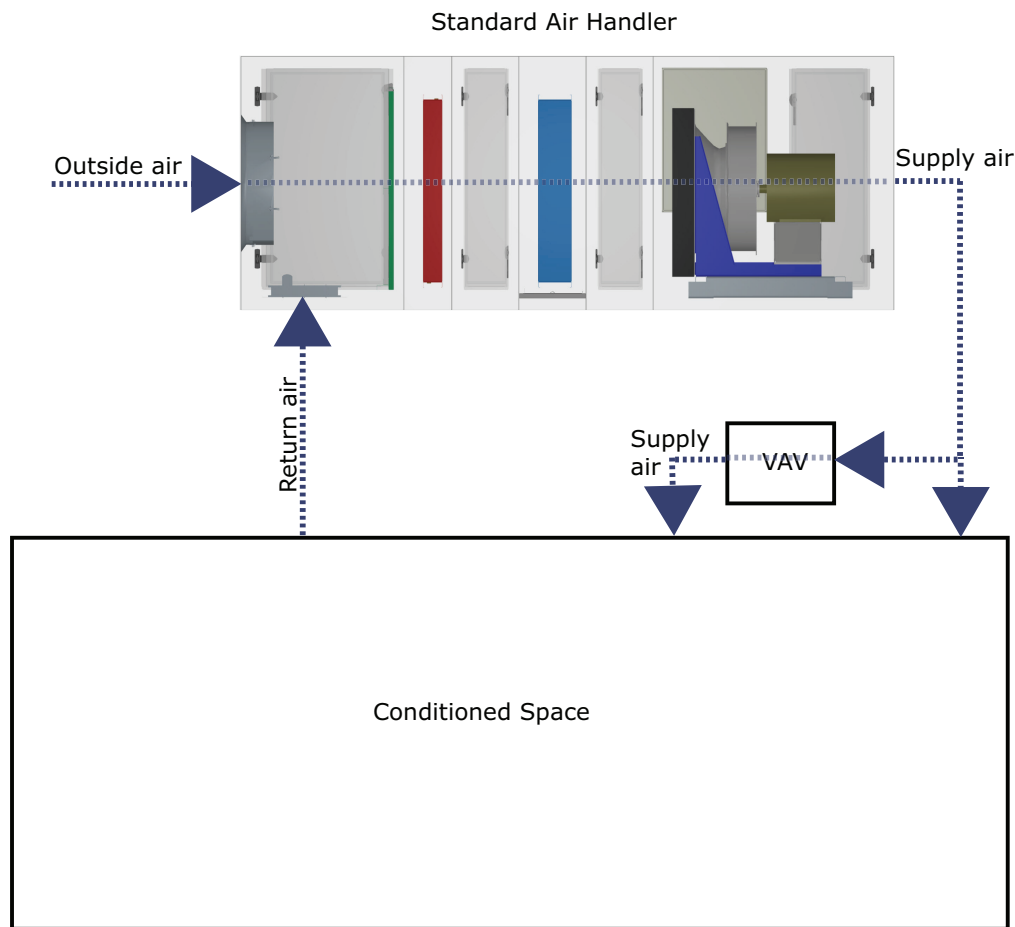 Standard Air Handler
Outside air
Supply air
Return air
Supply
air
VAV
Conditioned Space